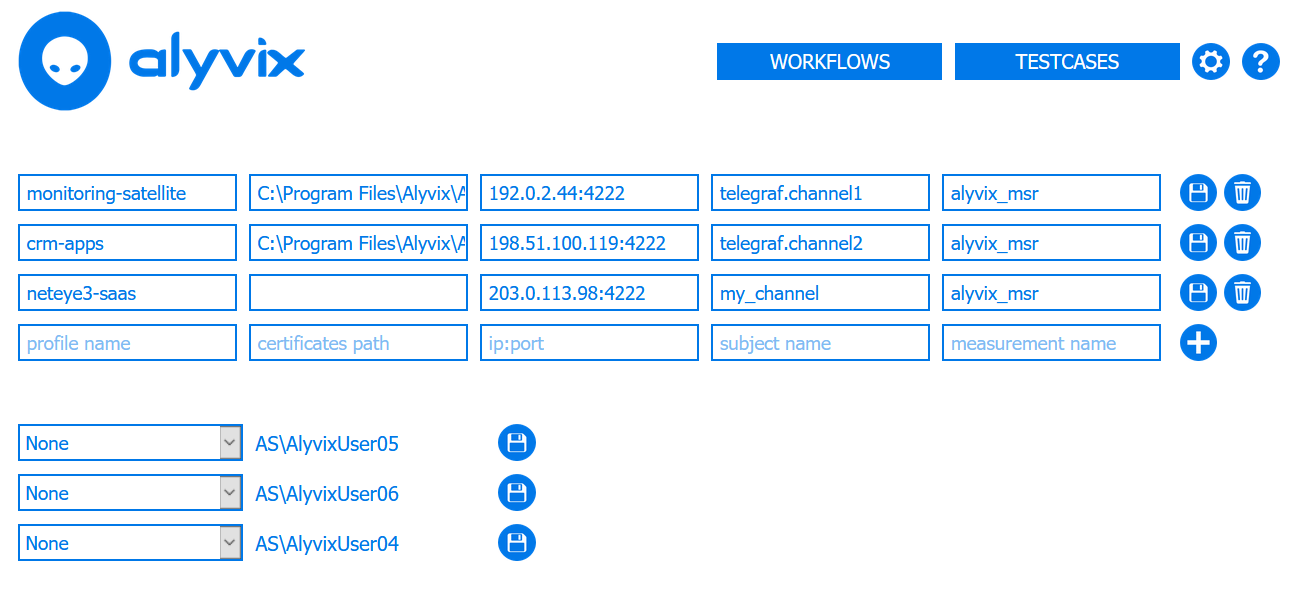 alyvix
WORKFLOWS TESTCASES ?
monitoring-satellite C:\Program Files\Alyvix\A 192.0.2.44:4222 telegraf.channel1 alyvix_msr
crm-apps C:\Program Files\Alyvix\A 198.51.100.119:4222 telegraf.channel2 alyvix_msr
neteye3-saas 203.0.113.98:4222 my_channel alyvix_msr
profile name certificates path ip:port subject name measurement name
None AS\AlyvixUser05
None AS\AlyvixUser06
None AS\AlyvixUser04